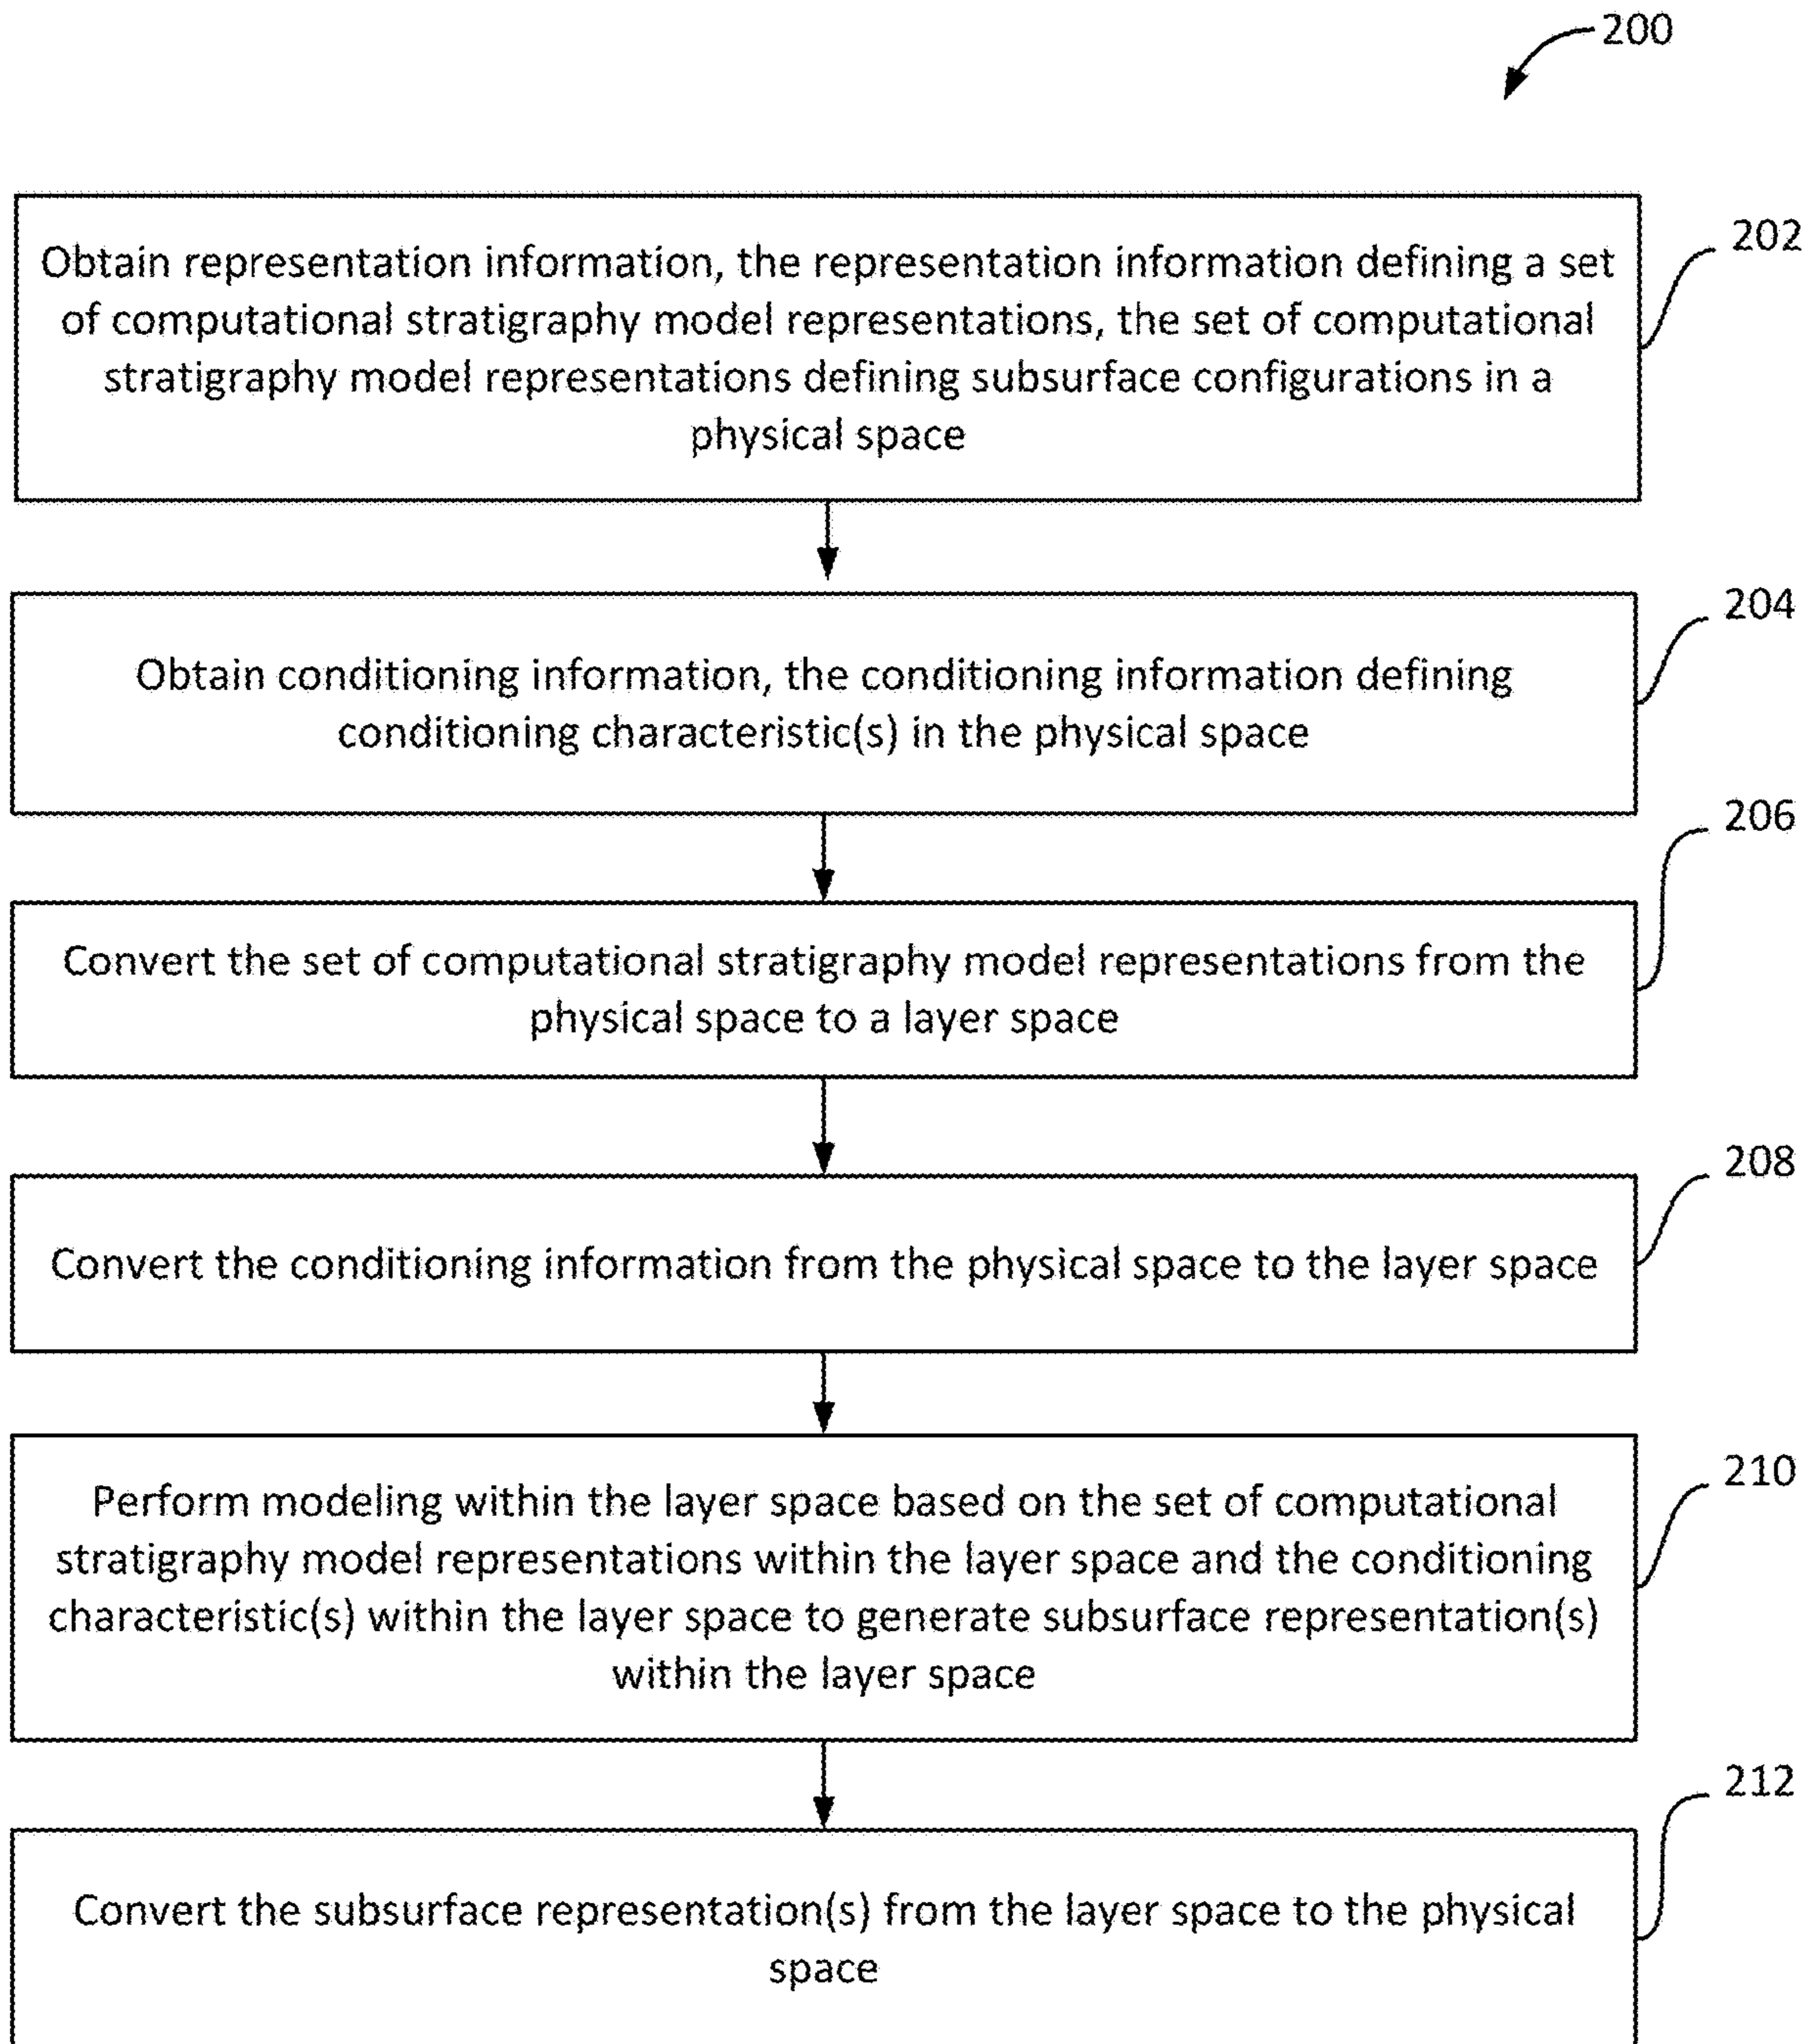 200
Obtain representation information, the representation information defining a set
of computational stratigraphy model representations, the set of computational
stratigraphy model representations defining subsurface configurations in a
physical space
202
Obtain conditioning information, the conditioning information defining
conditioning characteristic(s) in the physical space
204
Convert the set of computational stratigraphy model representations from the
physical space to a layer space
206
Convert the conditioning information from the physical space to the layer space
208
Perform modeling within the layer space based on the set of computational
stratigraphy model representations within the layer space and the conditioning
characteristic(s) within the layer space to generate subsurface representation(s)
within the layer space
210
Convert the subsurface representation(s) from the layer space to the physical
space
212